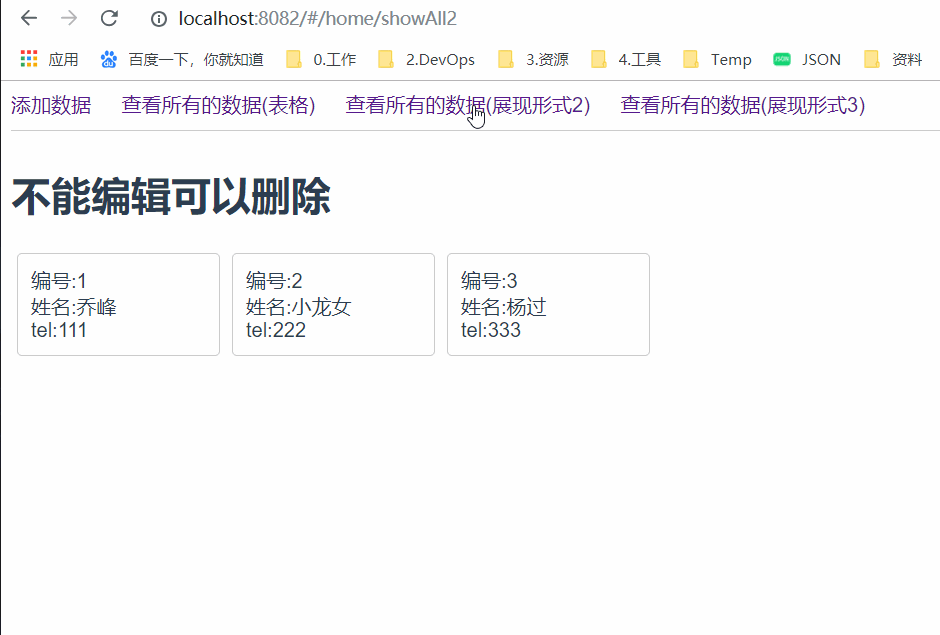 localhost:8082/#/home/showAll2
应用 百度一下，你就知道 0.工作 2.DevOps 3.资源 4.工具 Temp JSON JSON 资料
添加数据 查看所有的数据(表格) 查看所有的数据(展现形式2) 查看所有的数据(展现形式3)
不能编辑可以删除
编号:1
姓名:乔峰
tel:111
编号:2
姓名:小龙女
tel:222
编号:3
姓名:杨过
tel:333